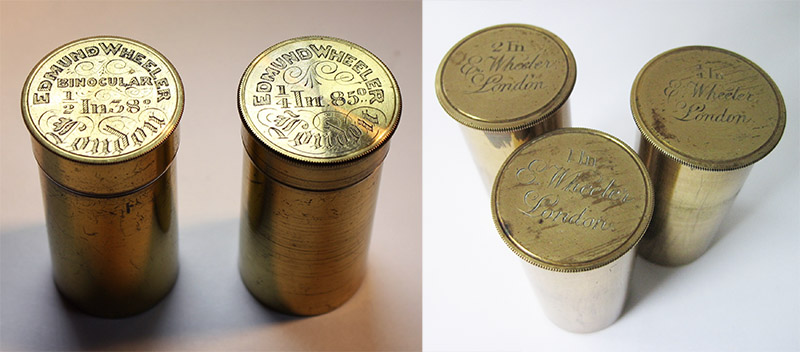 EDMUND WHEELER
BINOCULAR
1/2 In 38°
London
EDMUND WHEELER
1/4 In 85°
London
2 In
E. Wheeler
London
1 In
E. Wheeler
London
In
E. Wheeler
London.